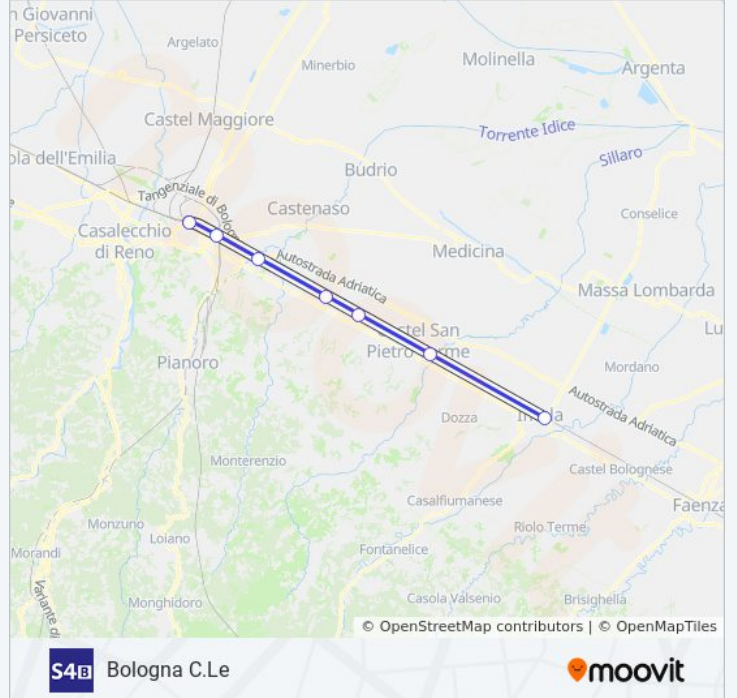 n Giovanni
Persiceto
Argelato
Minerbio
Molinella
Argenta
Castel Maggiore
Torrente Idice
ola dell'Emilia
Budrio
Sillaro
Tangenziale di Bolog
Castenaso
Conselice
Casalecchio
di Reno
Medicina
Autostrada Adriatica
Massa Lombarda
stel San
Pietro Terme
Lu
Pianoro
Mordano
Autostrada Adriatica
Dozza
Imola
Monterenzio
Castel Bolognese
Casalfiumanese
Faenza
Monzuno
Riolo Terme
Loiano
Morandi
Fontanelice
Variante di
Monghidoro
Casola Valsenio
Brisighella
© OpenStreetMap contributors | © OpenMapTiles
S4B Bologna C.Le
moovit